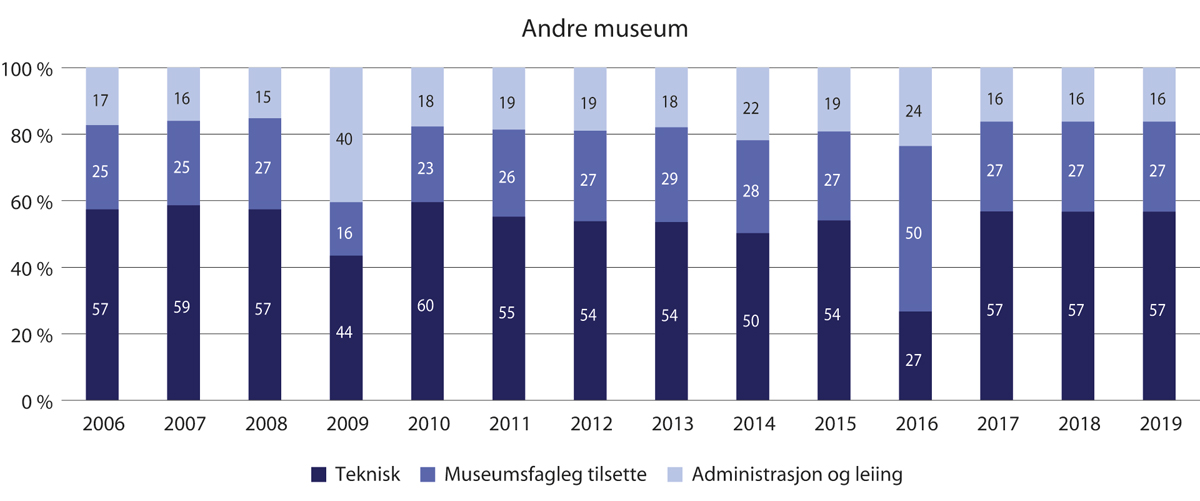 Andre museum
100 %
80 %
60 %
40 %
20 %
0 %
17 16 15 40 18 19 19 18 22 19 24 16 16 16
25 25 27 16 23 26 27 29 28 27 50 27 27 27
57 59 57 44 60 55 54 54 50 54 27 57 57 57
2006 2007 2008 2009 2010 2011 2012 2013 2014 2015 2016 2017 2018 2019
Teknisk Museumsfagleg tilsette Administrasjon og leiing